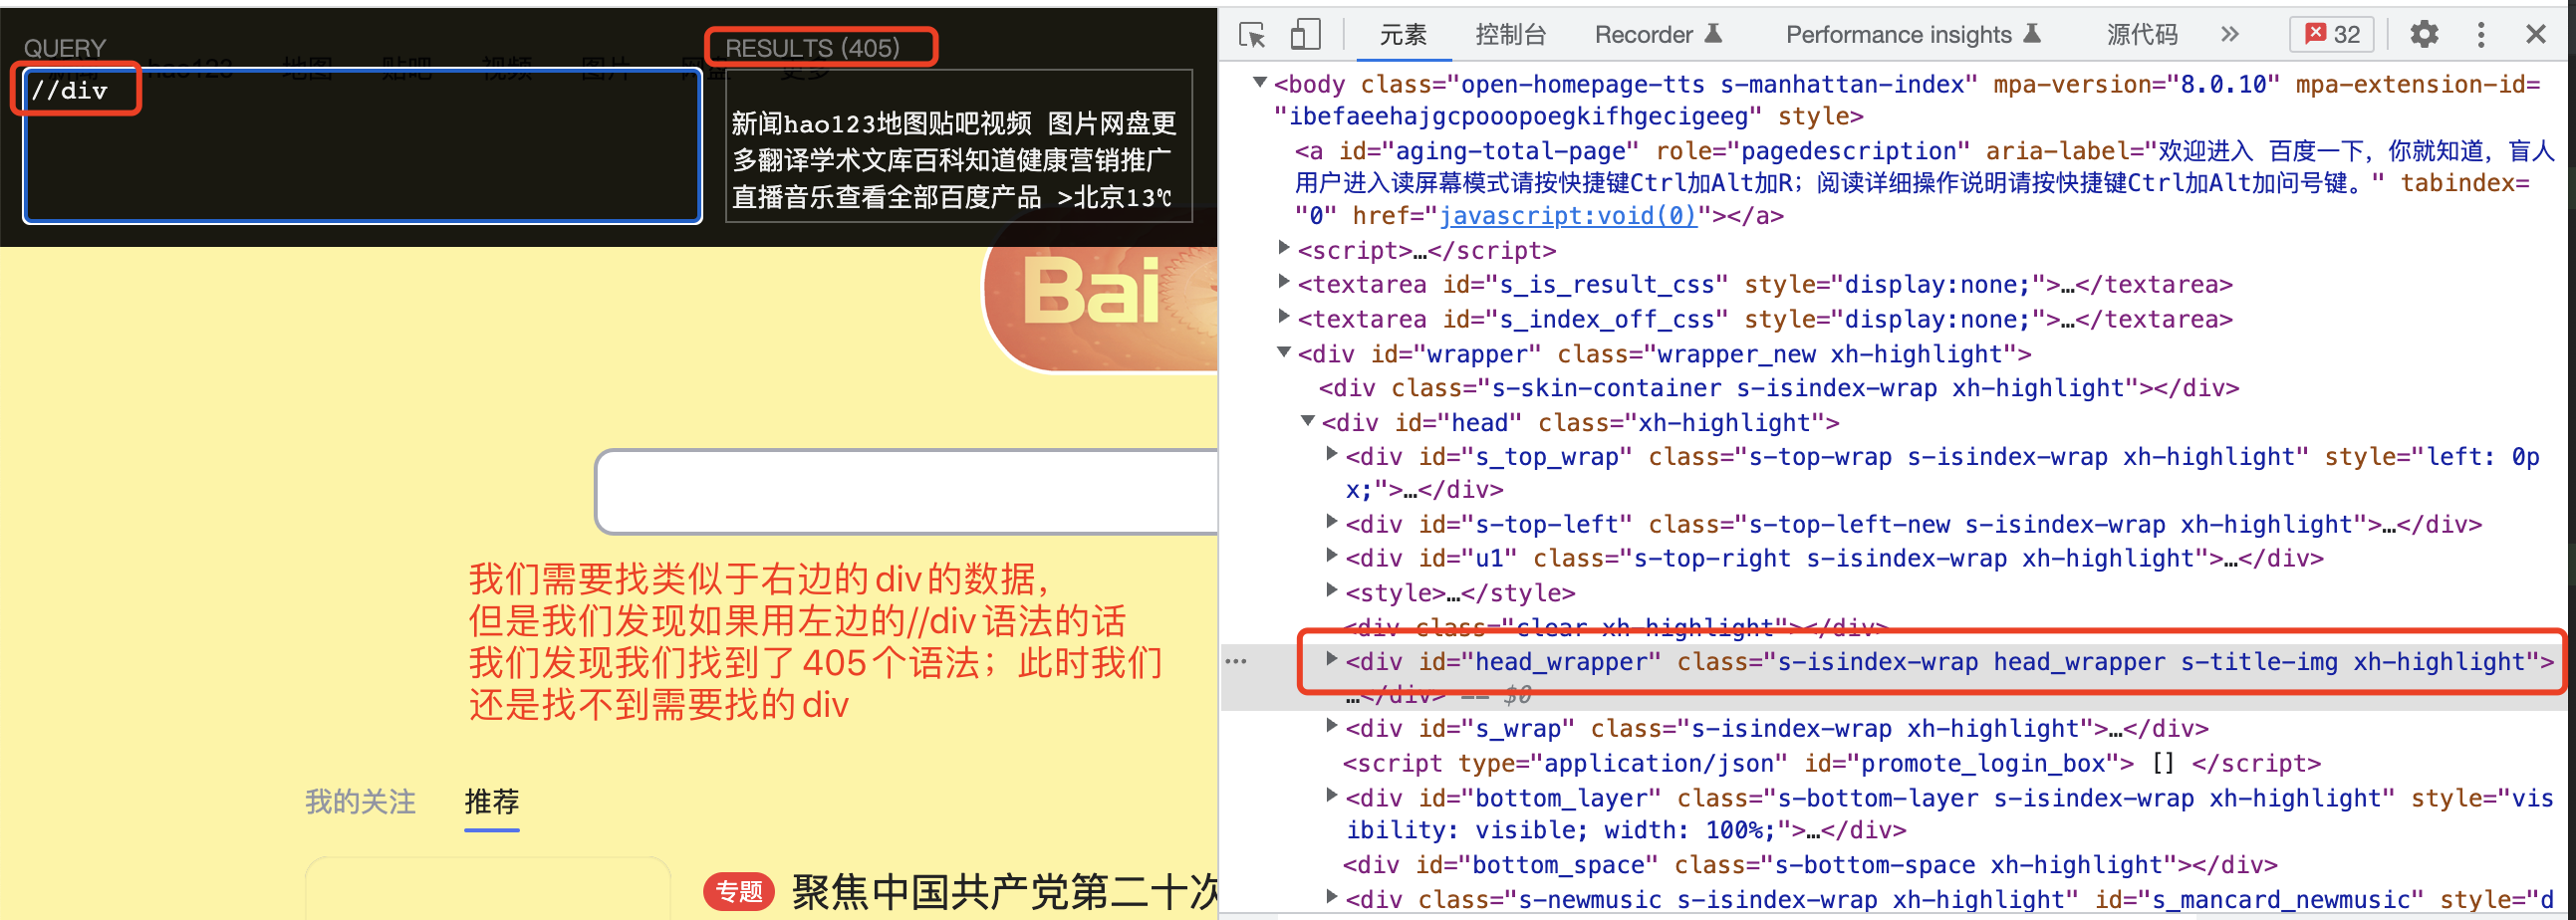 QUERY
RESULTS (405)
新闻 hao123 地图 贴吧 视频 图片 网盘 更多
//div
新闻hao123地图贴吧视频 图片网盘更
多翻译学术文库百科知道健康营销推广
直播音乐查看全部百度产品 >北京13℃
Bai
我们需要找类似于右边的div的数据，
但是我们发现如果用左边的//div语法的话
我们发现我们找到了405个语法；此时我们
还是找不到需要找的div
我的关注 推荐
专题 聚焦中国共产党第二十次
元素 控制台 Recorder Performance insights 源代码 » 32
<body class="open-homepage-tts s-manhattan-index" mpa-version="8.0.10" mpa-extension-id=
"ibefaeehajgcpooopoegkifhgecigeeg" style>
<a id="aging-total-page" role="pagedescription" aria-label="欢迎进入 百度一下，你就知道，盲人
用户进入读屏幕模式请按快捷键Ctrl加Alt加R；阅读详细操作说明请按快捷键Ctrl加Alt加问号键。" tabindex=
"0" href="javascript:void(0)"></a>
<script>…</script>
<textarea id="s_is_result_css" style="display:none;">…</textarea>
<textarea id="s_index_off_css" style="display:none;">…</textarea>
<div id="wrapper" class="wrapper_new xh-highlight">
<div class="s-skin-container s-isindex-wrap xh-highlight"></div>
<div id="head" class="xh-highlight">
<div id="s_top_wrap" class="s-top-wrap s-isindex-wrap xh-highlight" style="left: 0p
x;">…</div>
<div id="s-top-left" class="s-top-left-new s-isindex-wrap xh-highlight">…</div>
<div id="u1" class="s-top-right s-isindex-wrap xh-highlight">…</div>
<style>…</style>
<div class="clear xh-highlight"></div>
<div id="head_wrapper" class="s-isindex-wrap head_wrapper s-title-img xh-highlight">
…</div> == $0
<div id="s_wrap" class="s-isindex-wrap xh-highlight">…</div>
<script type="application/json" id="promote_login_box"> [] </script>
<div id="bottom_layer" class="s-bottom-layer s-isindex-wrap xh-highlight" style="vis
ibility: visible; width: 100%;">…</div>
<div id="bottom_space" class="s-bottom-space xh-highlight"></div>
<div class="s-newmusic s-isindex-wrap xh-highlight" id="s_mancard_newmusic" style="d